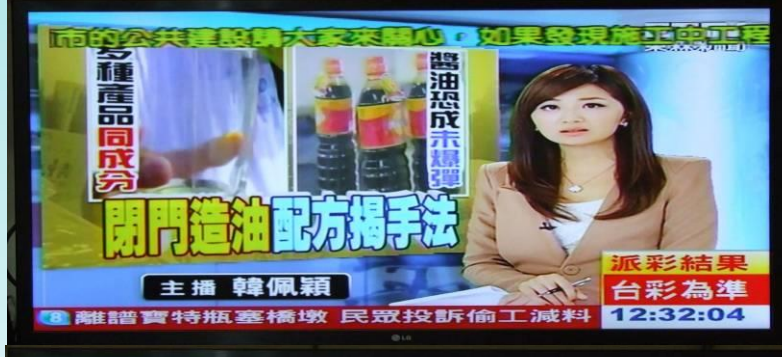 市的公共建設請大家來關心，如果發現施工中工程
多種產品同成分
醬油恐成未爆彈
閉門造油配方揭手法
主播 韓佩穎
派彩結果
台彩為準
8 離譜寶特瓶塞橋墩 民眾投訴偷工減料
12:32:04
LG